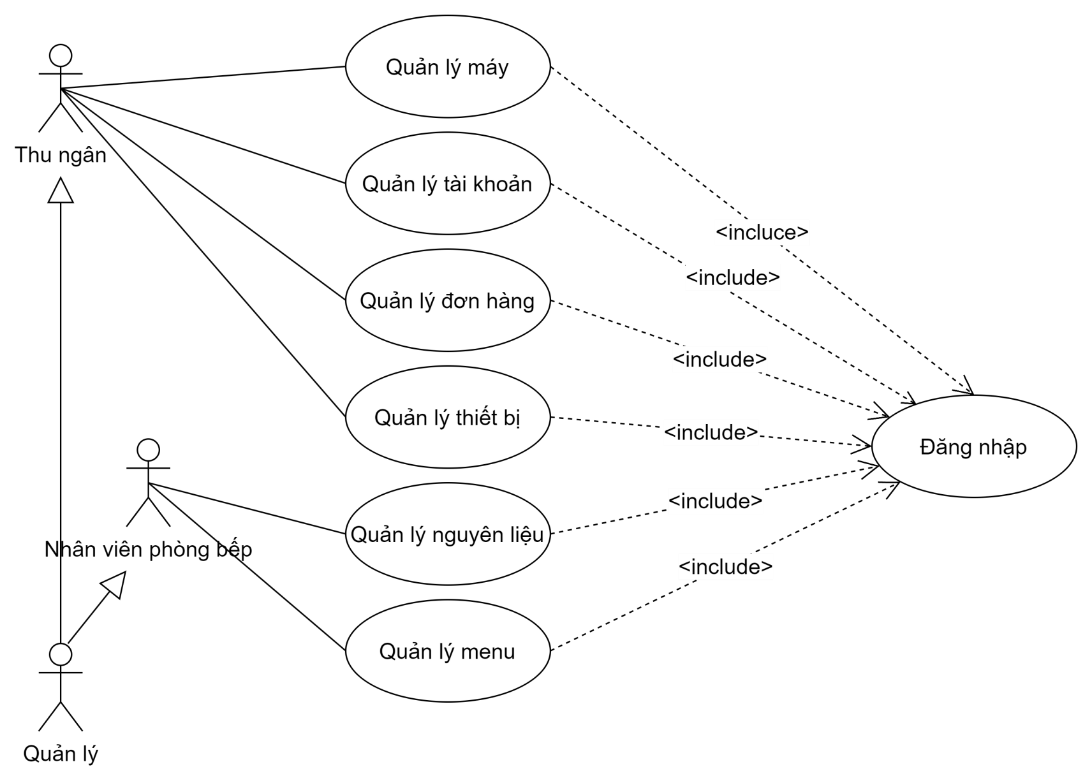 Quản lý máy
Thu ngân
Quản lý tài khoản
<incluce>
<include>
Quản lý đơn hàng
<include>
Quản lý thiết bị
<include>
Đăng nhập
<include>
Quản lý nguyên liệu
Nhân viên phòng bếp
<include>
Quản lý menu
Quản lý